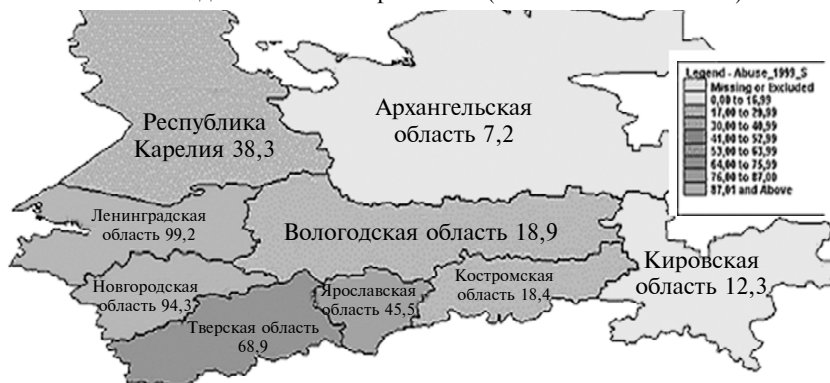 Республика
Карелия 38,3
Архангельская
область 7,2
Legend - Abuse_1999_S
Missing or Excluded
0,00 to 16,99
17,00 to 29,99
30,00 to 40,99
41,00 to 52,99
53,00 to 63,99
64,00 to 75,99
76,00 to 87,00
87,01 and Above
Ленинградская
область 99,2
Вологодская область 18,9
Кировская
область 12,3
Новгородская
область 94,3
Ярославская
область 45,5
Костромская
область 18,4
Тверская область
68,9